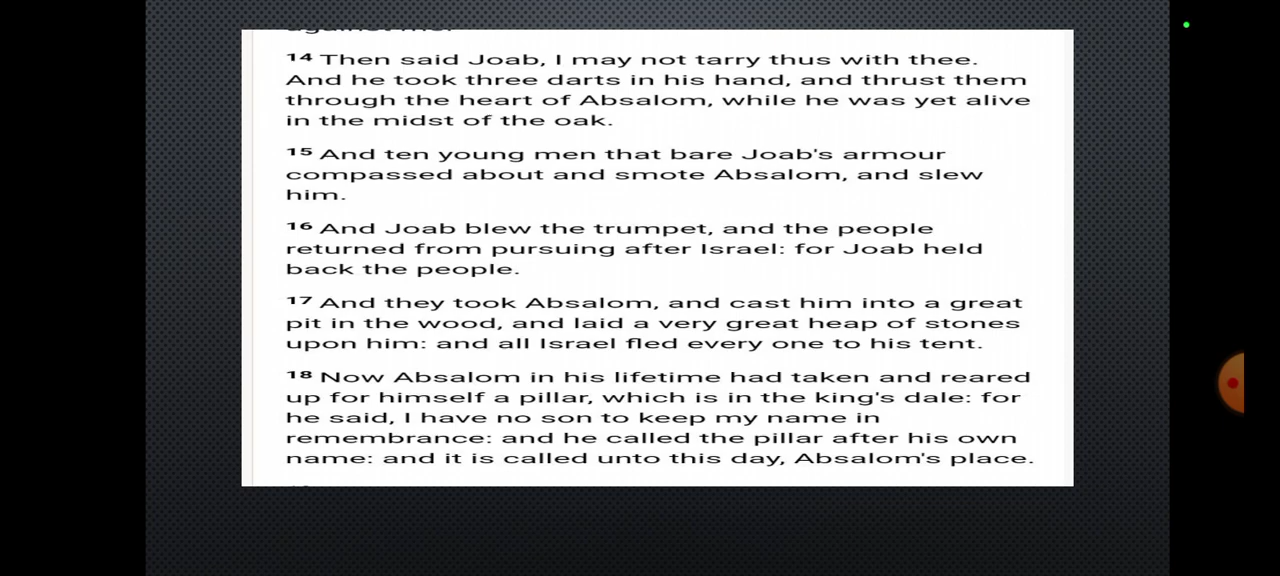 against me.
14 Then said Joab, I may not tarry thus with thee.
And he took three darts in his hand, and thrust them
through the heart of Absalom, while he was yet alive
in the midst of the oak.
15 And ten young men that bare Joab's armour
compassed about and smote Absalom, and slew
him.
16 And Joab blew the trumpet, and the people
returned from pursuing after Israel: for Joab held
back the people.
17 And they took Absalom, and cast him into a great
pit in the wood, and laid a very great heap of stones
upon him: and all Israel fled every one to his tent.
18 Now Absalom in his lifetime had taken and reared
up for himself a pillar, which is in the king's dale: for
he said, I have no son to keep my name in
remembrance: and he called the pillar after his own
name: and it is called unto this day, Absalom's place.